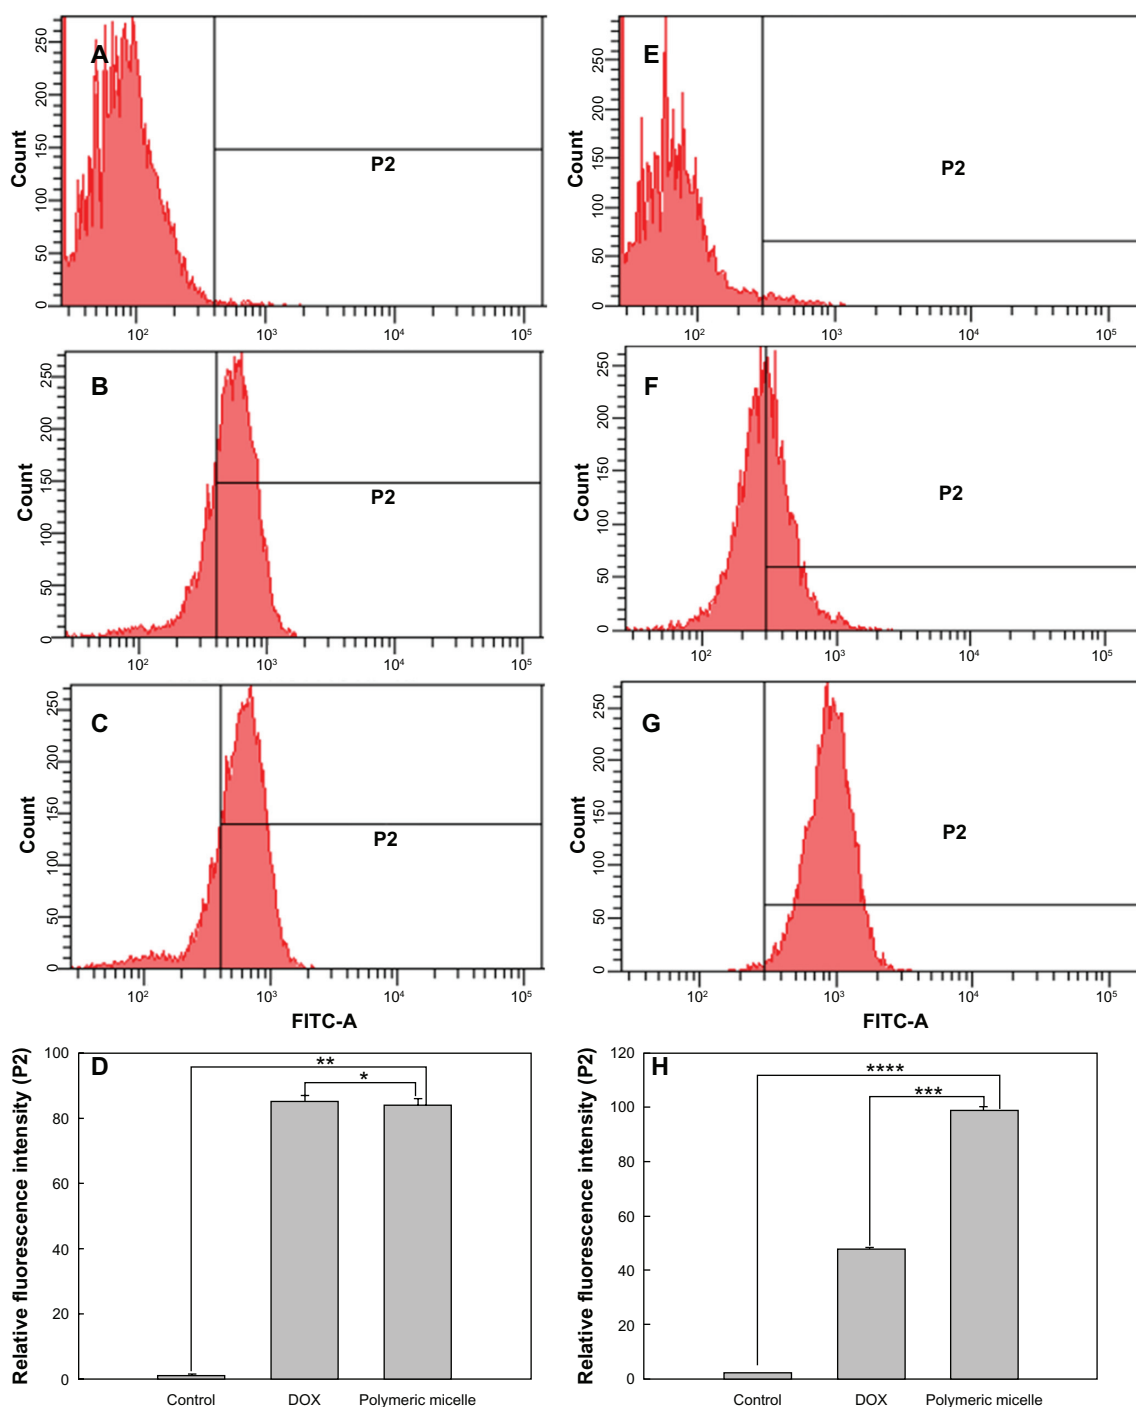 A
Count
0 50 100 150 200 250
P2
10² 10³ 10⁴ 10⁵
E
Count
0 50 100 150 200 250
P2
10² 10³ 10⁴ 10⁵
B
Count
0 50 100 150 200 250
P2
10² 10³ 10⁴ 10⁵
F
Count
0 50 100 150 200 250
P2
10² 10³ 10⁴ 10⁵
C
Count
0 50 100 150 200 250
P2
10² 10³ 10⁴ 10⁵
FITC-A
G
Count
0 50 100 150 200 250
P2
10² 10³ 10⁴ 10⁵
FITC-A
D
Relative fluorescence intensity (P2)
100
80
60
40
20
0
**
*
Control DOX Polymeric micelle
H
Relative fluorescence intensity (P2)
120
100
80
60
40
20
0
****
***
Control DOX Polymeric micelle